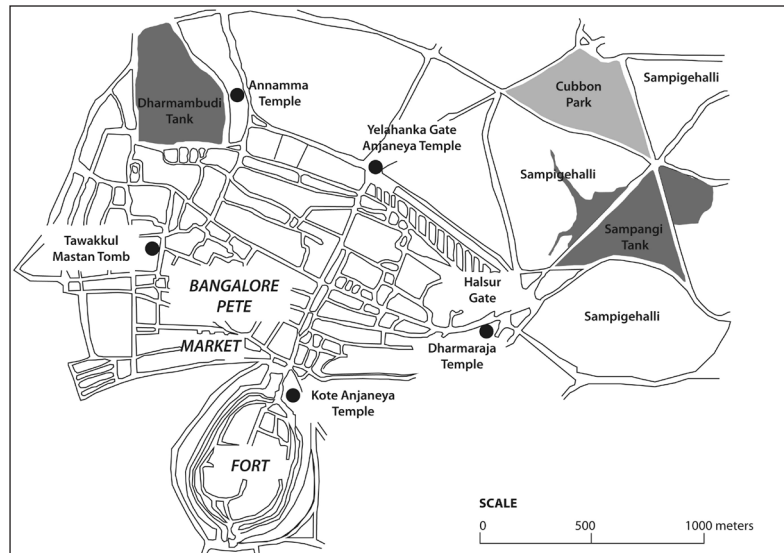 Dharmambudi
Tank
Annamma
Temple
Cubbon
Park
Sampigehalli
Yelahanka Gate
Anjaneya Temple
Sampigehalli
Sampangi
Tank
Tawakkul
Mastan Tomb
BANGALORE
PETE
Halsur
Gate
Sampigehalli
MARKET
Dharmaraja
Temple
Kote Anjaneya
Temple
FORT
SCALE
0 500 1000 meters